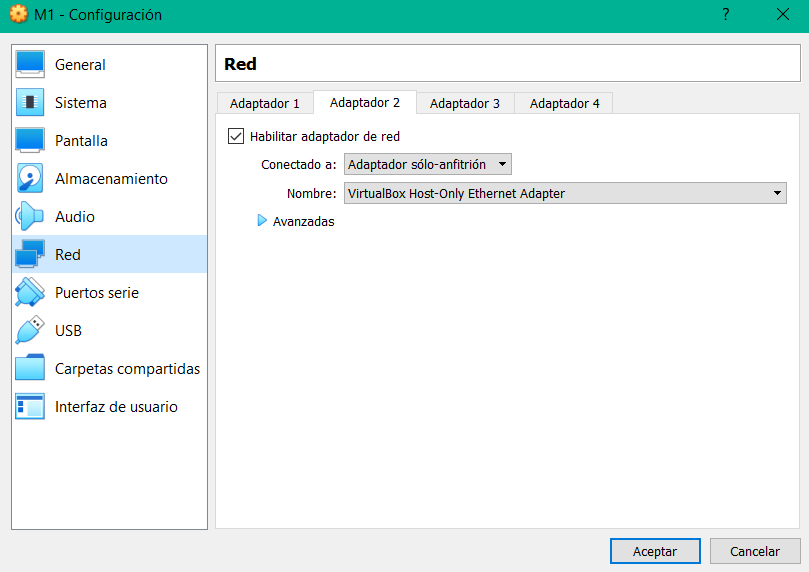 M1 - Configuración
?
General
Sistema
Pantalla
Almacenamiento
Audio
Red
Puertos serie
USB
Carpetas compartidas
Interfaz de usuario
Red
Adaptador 1 Adaptador 2 Adaptador 3 Adaptador 4
Habilitar adaptador de red
Conectado a: Adaptador sólo-anfitrión
Nombre: VirtualBox Host-Only Ethernet Adapter
Avanzadas
Aceptar Cancelar